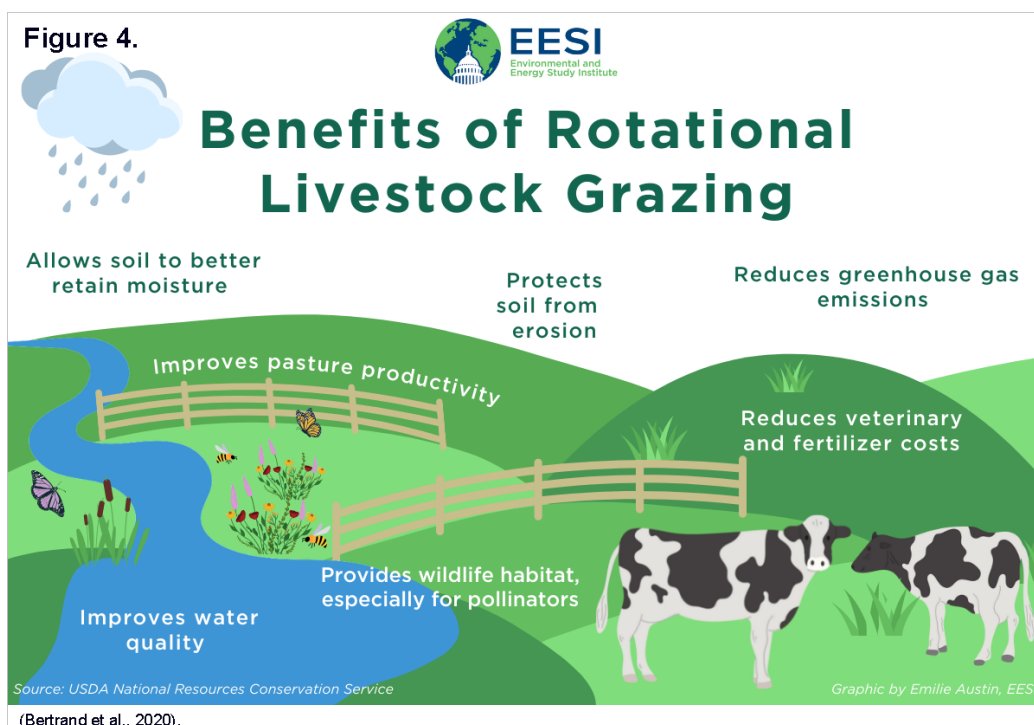 Figure 4.
EESI
Environmental and
Energy Study Institute
Benefits of Rotational
Livestock Grazing
Allows soil to better
retain moisture
Protects
soil from
erosion
Reduces greenhouse gas
emissions
Improves pasture productivity
Reduces veterinary
and fertilizer costs
Provides wildlife habitat,
especially for pollinators
Improves water
quality
Source: USDA National Resources Conservation Service
Graphic by Emilie Austin, EES
(Bertrand et al., 2020).